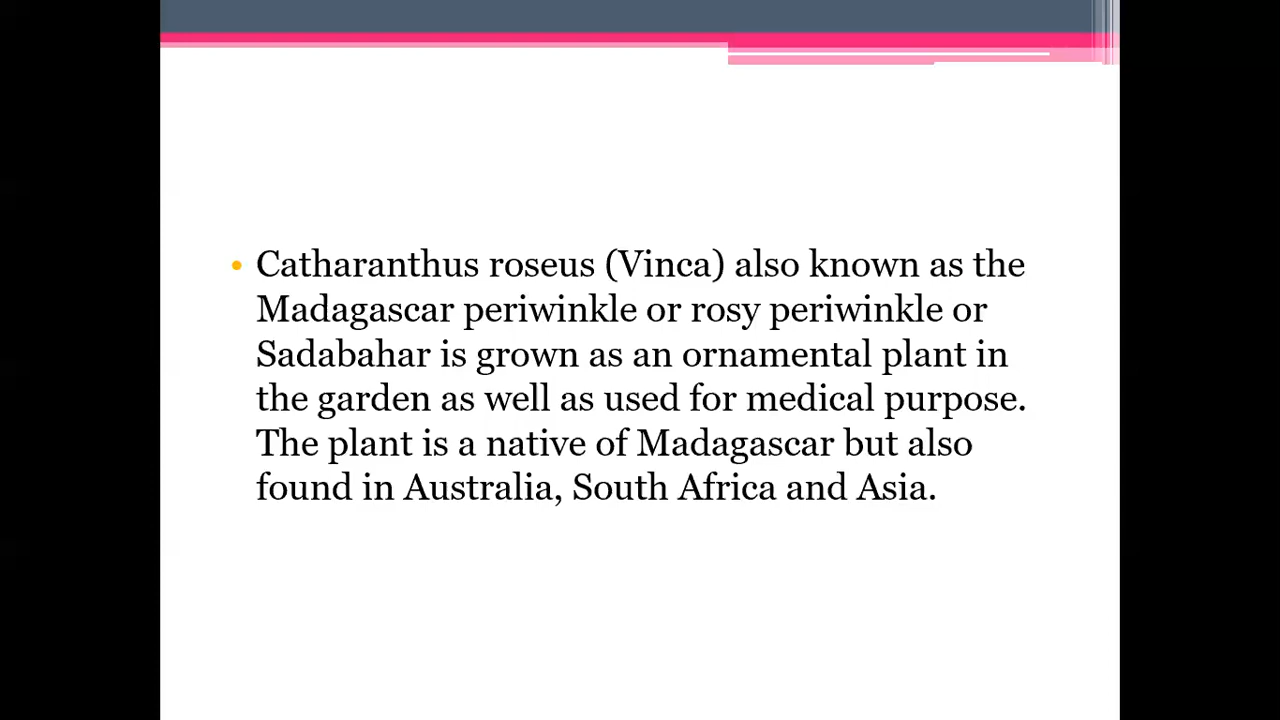 • Catharanthus roseus (Vinca) also known as the
Madagascar periwinkle or rosy periwinkle or
Sadabahar is grown as an ornamental plant in
the garden as well as used for medical purpose.
The plant is a native of Madagascar but also
found in Australia, South Africa and Asia.